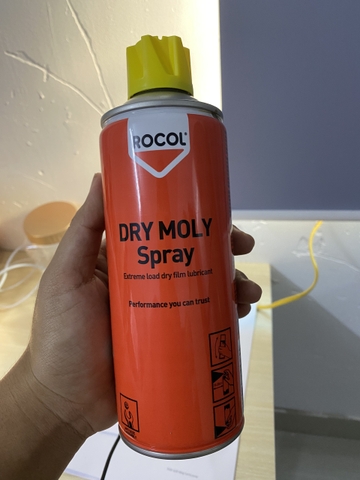 ROCOL®
DRY MOLY
Spray
Extreme load dry film lubricant
Performance you can trust